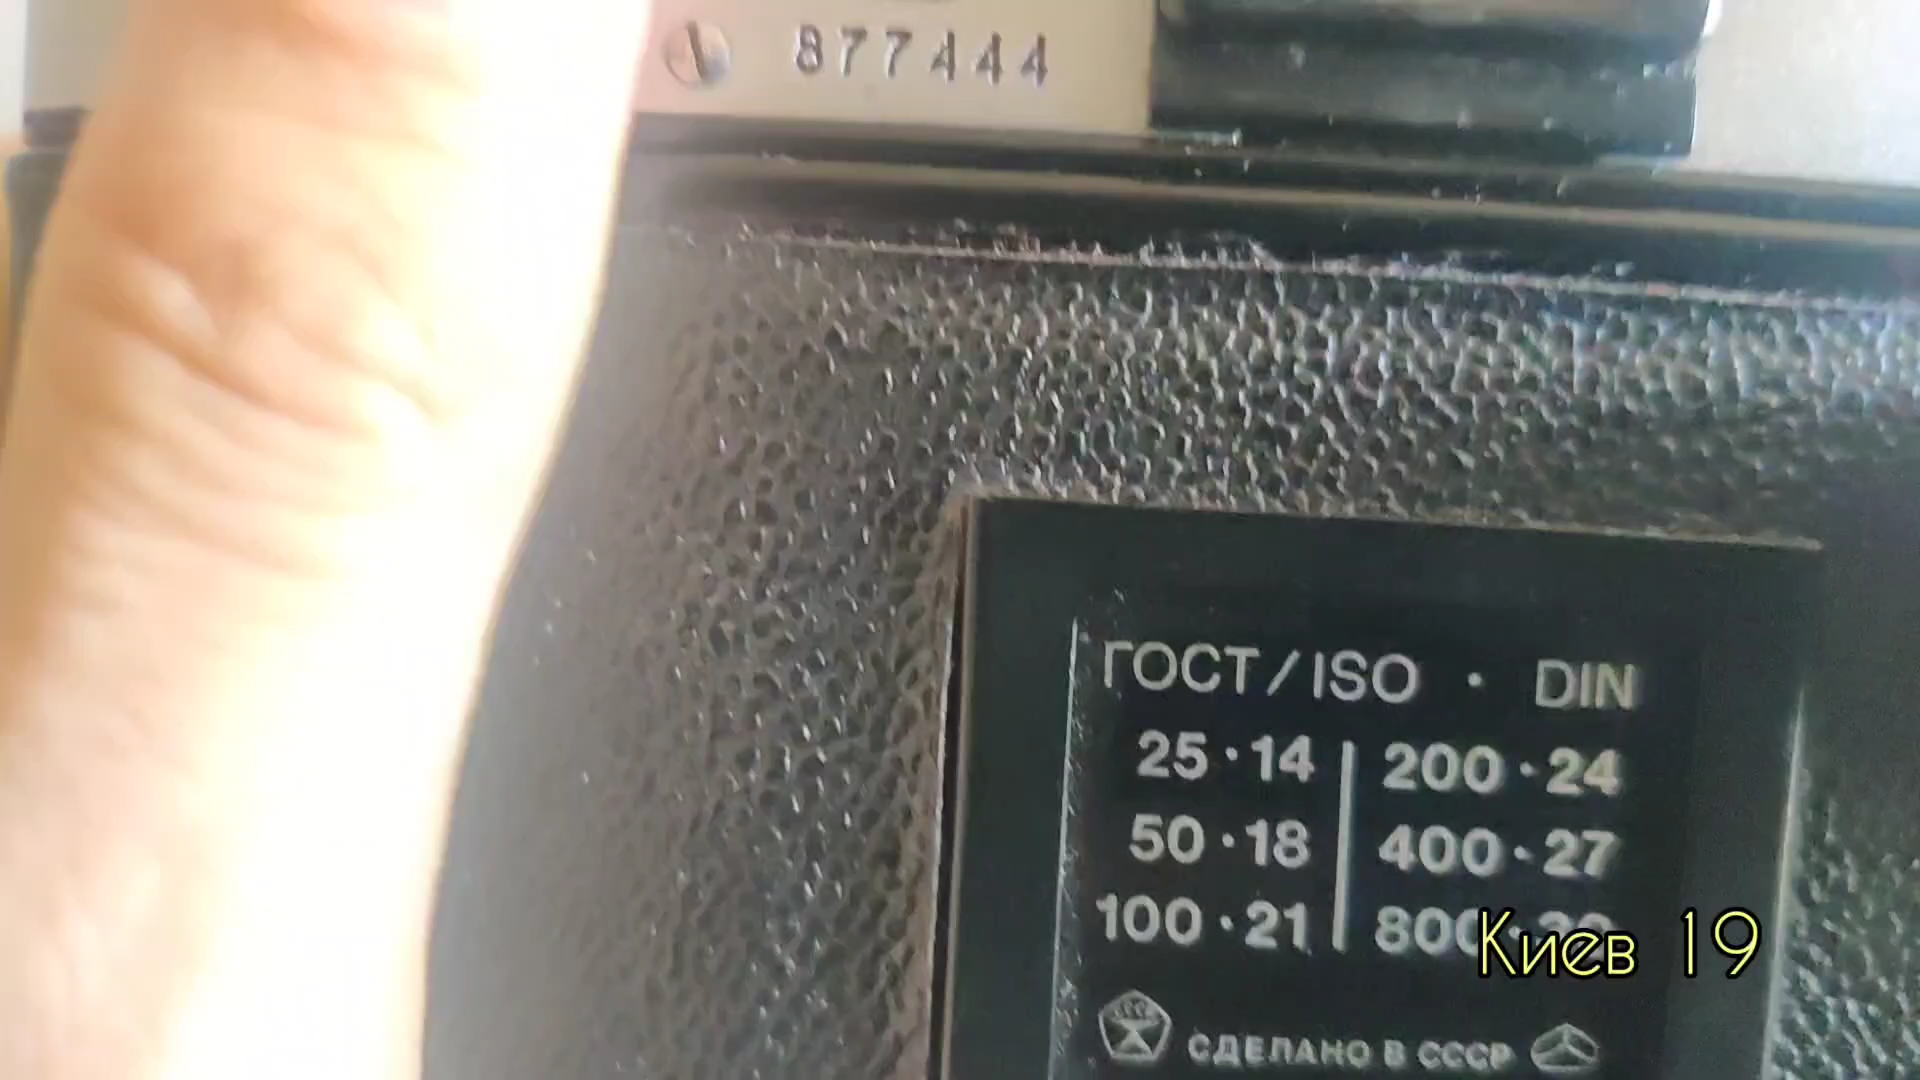 877444
ГОСТ/ISO · DIN
25·14 | 200·24
50·18 | 400·27
100·21 | 800
Киев 19
СССР
СДЕЛАНО В СССР